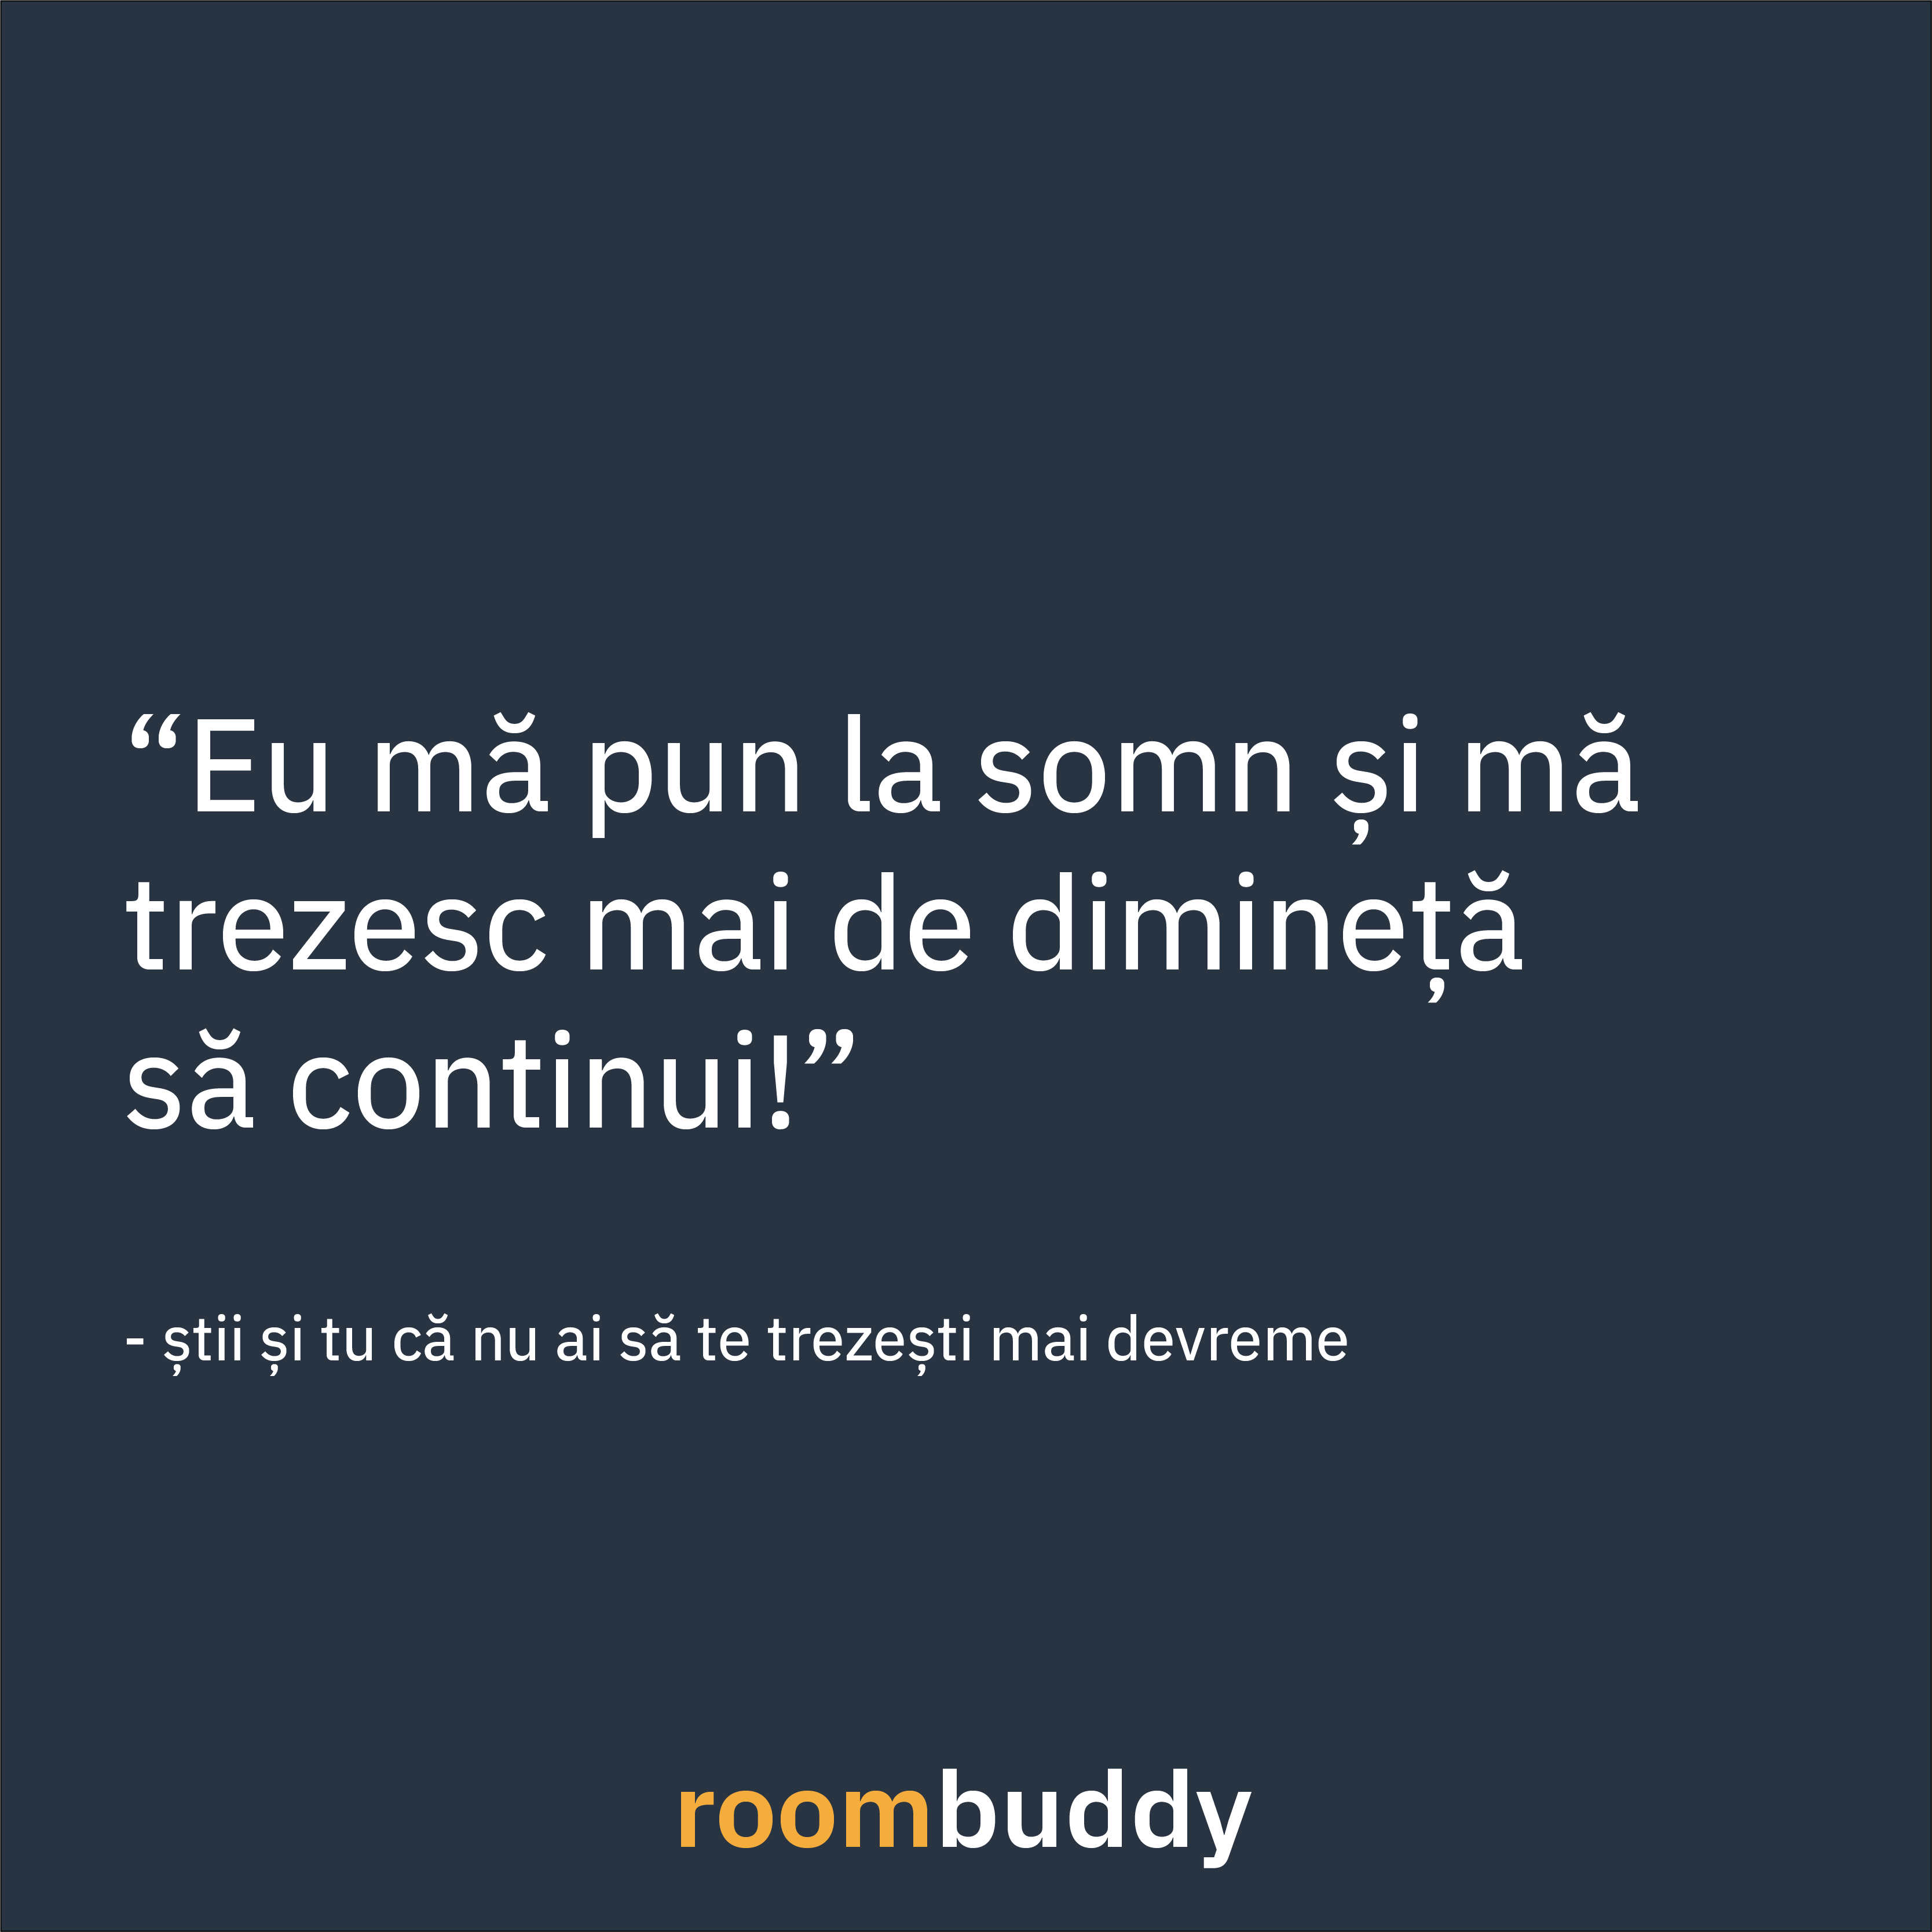 “Eu mă pun la somn și mă
trezesc mai de dimineță
să continui!”
- știi și tu că nu ai să te trezești mai devreme
roombuddy